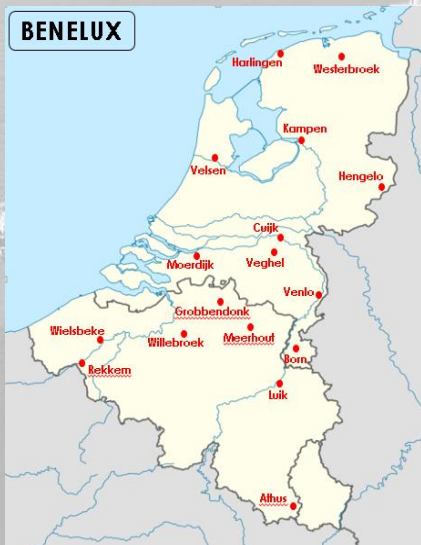 BENELUX
Harlingen
Westerbroek
Kampen
Velsen
Hengelo
Cuijk
Veghel
Moerdijk
Venlo
Grobbendonk
Wielsbeke
Willebroek
Meerhout
Born
Rekkem
Luik
Athus